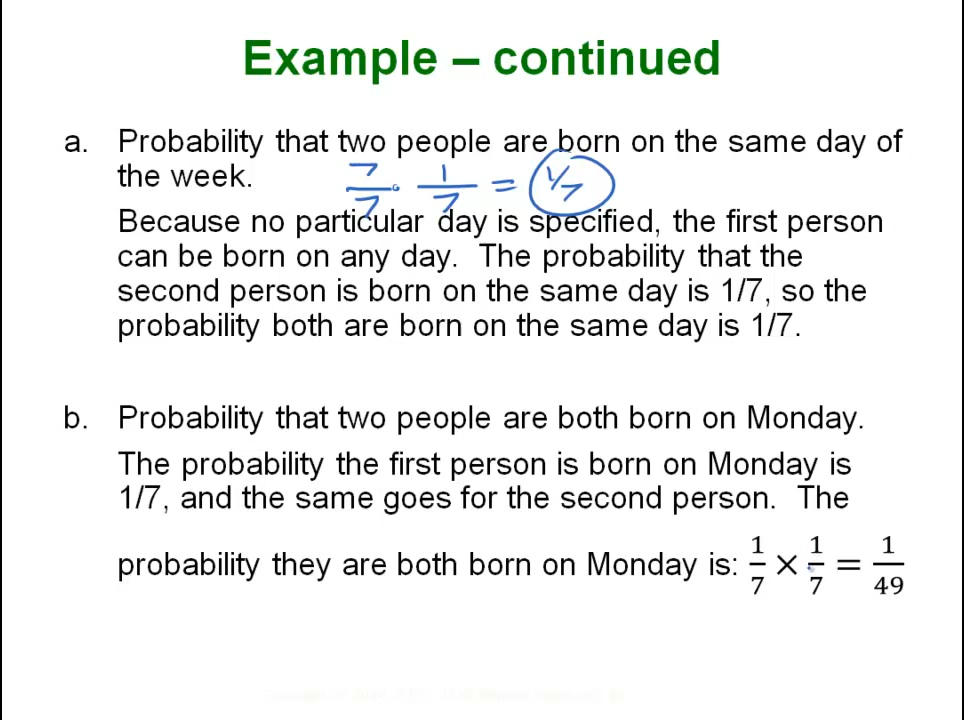 Example – continued
a. Probability that two people are born on the same day of
the week. 7/7 · 1/7 = 1/7
Because no particular day is specified, the first person
can be born on any day. The probability that the
second person is born on the same day is 1/7, so the
probability both are born on the same day is 1/7.
b. Probability that two people are both born on Monday.
The probability the first person is born on Monday is
1/7, and the same goes for the second person. The
probability they are both born on Monday is: 1/7 × 1/7 = 1/49